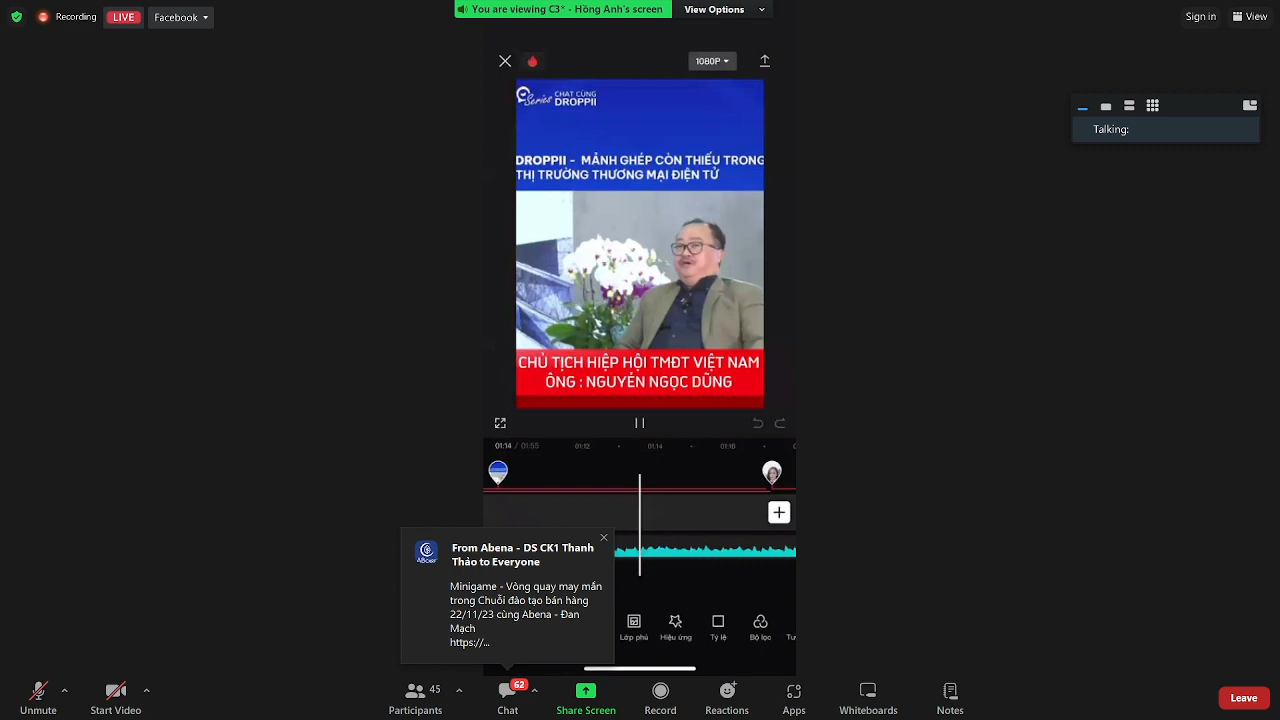 You are viewing C3* - Hồng Anh's screen
View Options
Recording
LIVE
Facebook
Sign in
View
1080P
Talking:
Series CHAT CÙNG
DROPPII
DROPPII - MẢNH GHÉP CÒN THIẾU TRONG
THỊ TRƯỜNG THƯƠNG MẠI ĐIỆN TỬ
CHỦ TỊCH HIỆP HỘI TMĐT VIỆT NAM
ÔNG : NGUYỄN NGỌC DŨNG
01:14 / 01:55
01:12
01:14
01:16
From Abena - DS CK1 Thanh
Thảo to Everyone
Minigame - Vòng quay may mắn
trong Chuỗi đào tạo bán hàng
22/11/23 cùng Abena - Đan
Mạch
https://...
Lớp phủ
Hiệu ứng
Tỷ lệ
Bộ lọc
Unmute
Start Video
45
Participants
62
Chat
Share Screen
Record
Reactions
Apps
Whiteboards
Notes
Leave